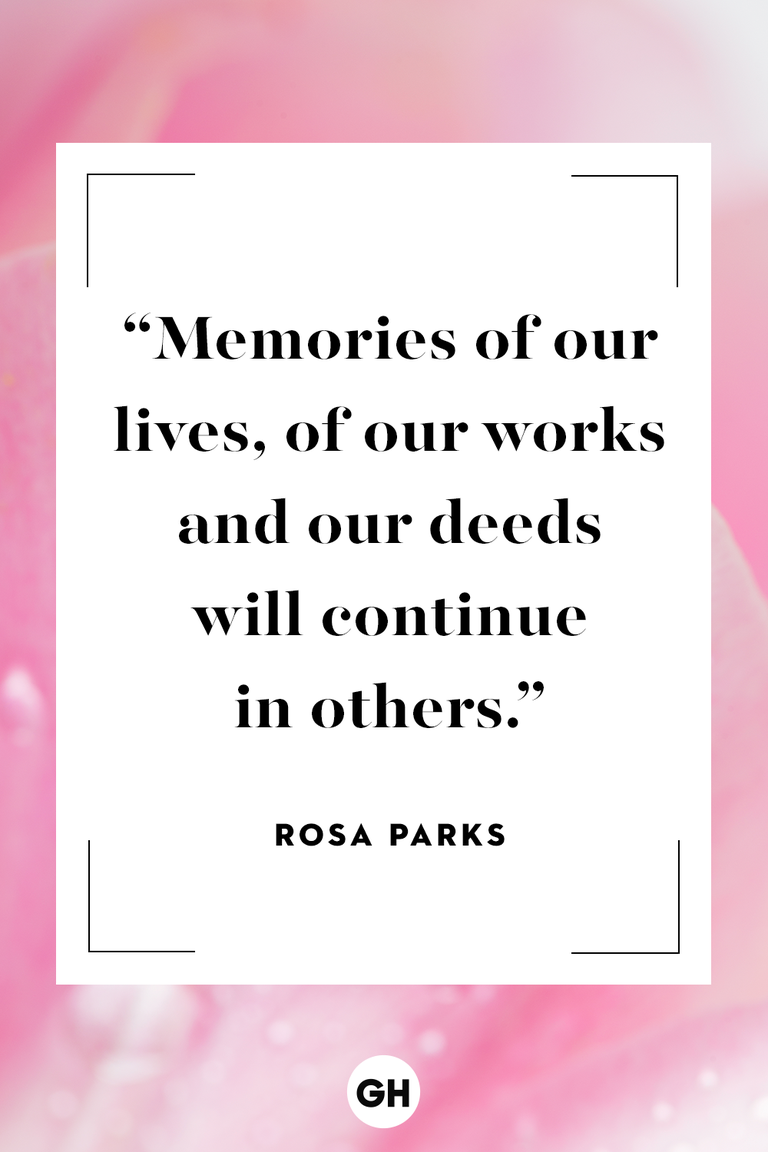 “Memories of our
lives, of our works
and our deeds
will continue
in others.”
ROSA PARKS
GH